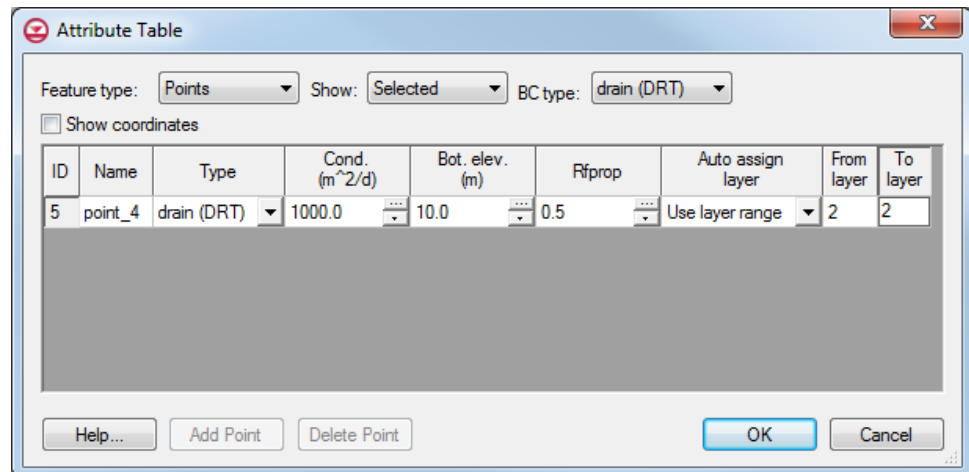 Attribute Table
Feature type: Points Show: Selected BC type: drain (DRT)
Show coordinates
ID Name Type Cond. (m^2/d) Bot. elev. (m) Rfprop Auto assign layer From layer To layer
5 point_4 drain (DRT) 1000.0 10.0 0.5 Use layer range 2 2
Help... Add Point Delete Point OK Cancel